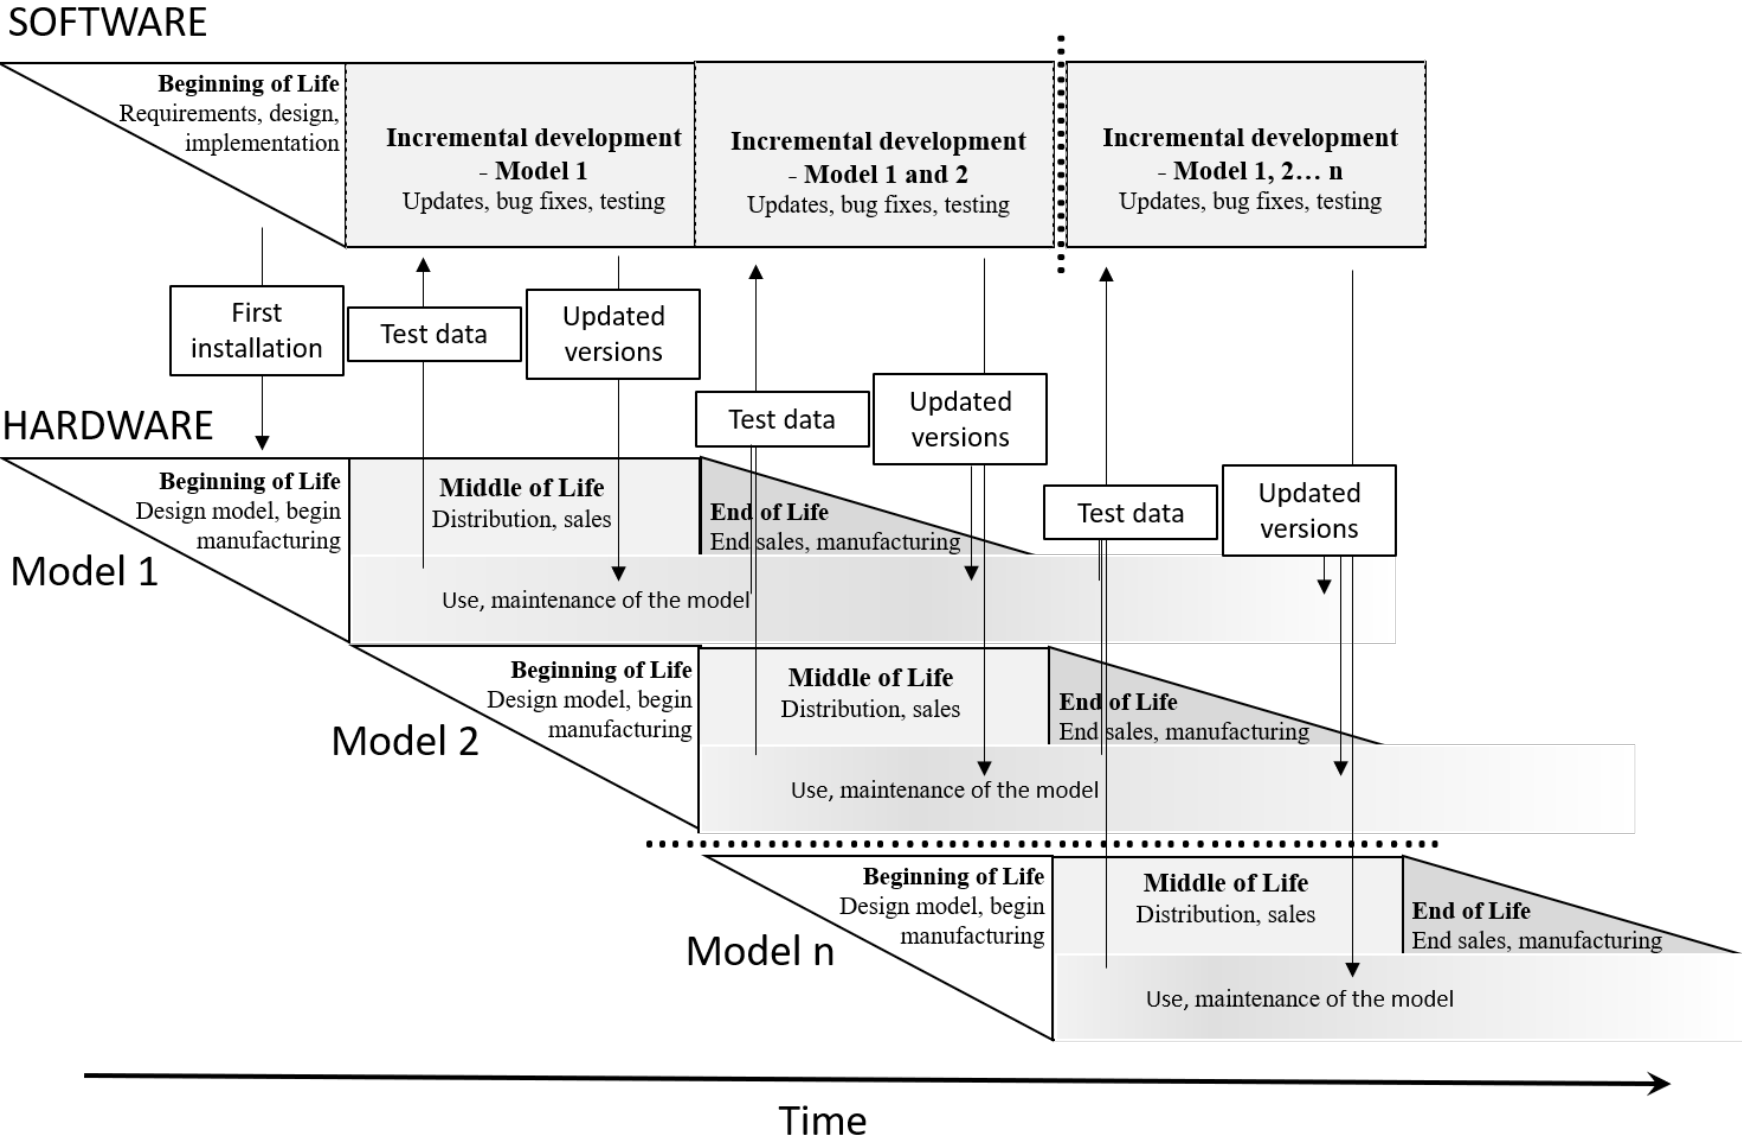 SOFTWARE
Beginning of Life
Requirements, design,
implementation
Incremental development
- Model 1
Updates, bug fixes, testing
Incremental development
- Model 1 and 2
Updates, bug fixes, testing
Incremental development
- Model 1, 2… n
Updates, bug fixes, testing
First
installation
Test data
Updated
versions
Test data
Updated
versions
Test data
Updated
versions
HARDWARE
Beginning of Life
Design model, begin
manufacturing
Middle of Life
Distribution, sales
End of Life
End sales, manufacturing
Model 1
Use, maintenance of the model
Beginning of Life
Design model, begin
manufacturing
Middle of Life
Distribution, sales
End of Life
End sales, manufacturing
Model 2
Use, maintenance of the model
Beginning of Life
Design model, begin
manufacturing
Middle of Life
Distribution, sales
End of Life
End sales, manufacturing
Model n
Use, maintenance of the model
Time